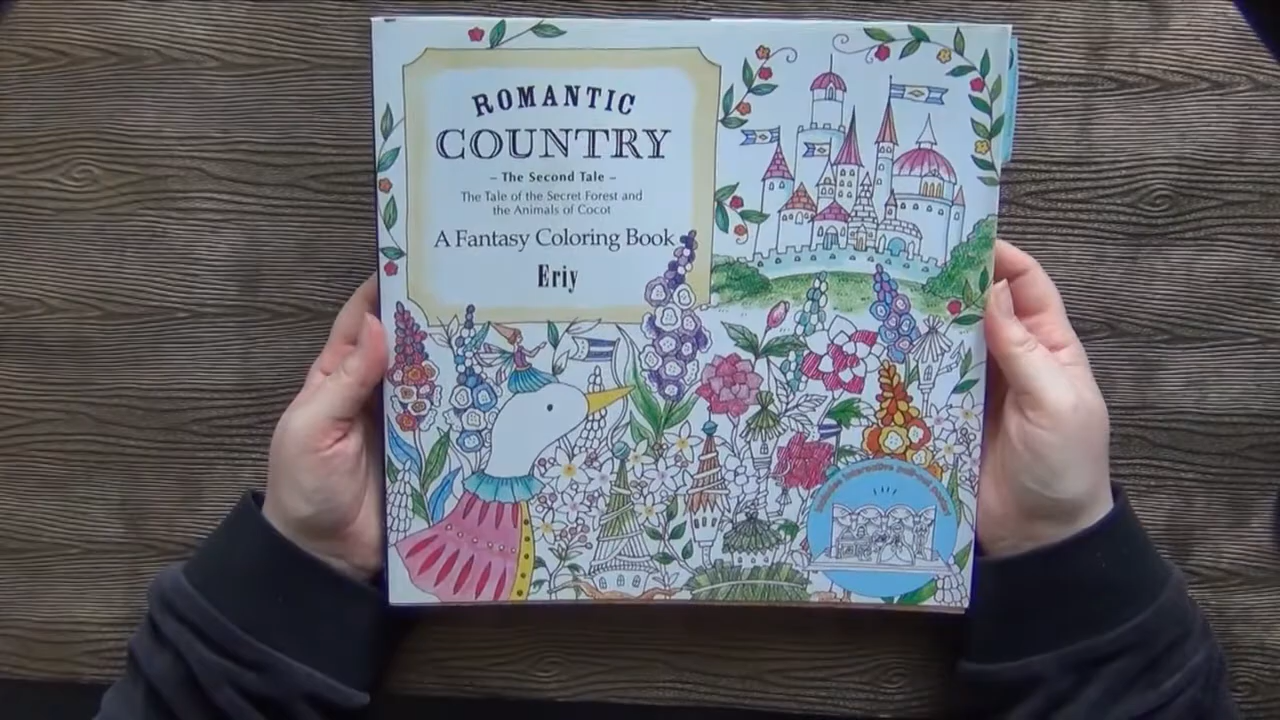 ROMANTIC
COUNTRY
– The Second Tale –
The Tale of the Secret Forest and
the Animals of Cocot
A Fantasy Coloring Book
Eriy